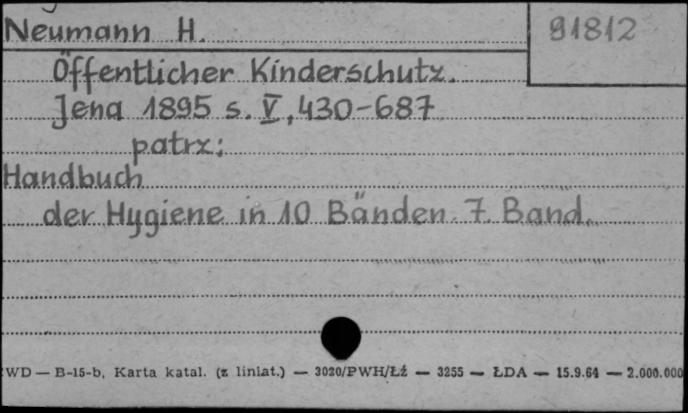 Neumann H.
91812
Öffentlicher Kinderschutz.
Jena 1895 s. V, 430-687
patrz:
Handbuch
der Hygiene in 10 Bänden. 7. Band.
WD — B-15-b, Karta katal. (z liniat.) — 3020/PWH/Łź — 3255 — ŁDA — 15.9.64 — 2.000.000